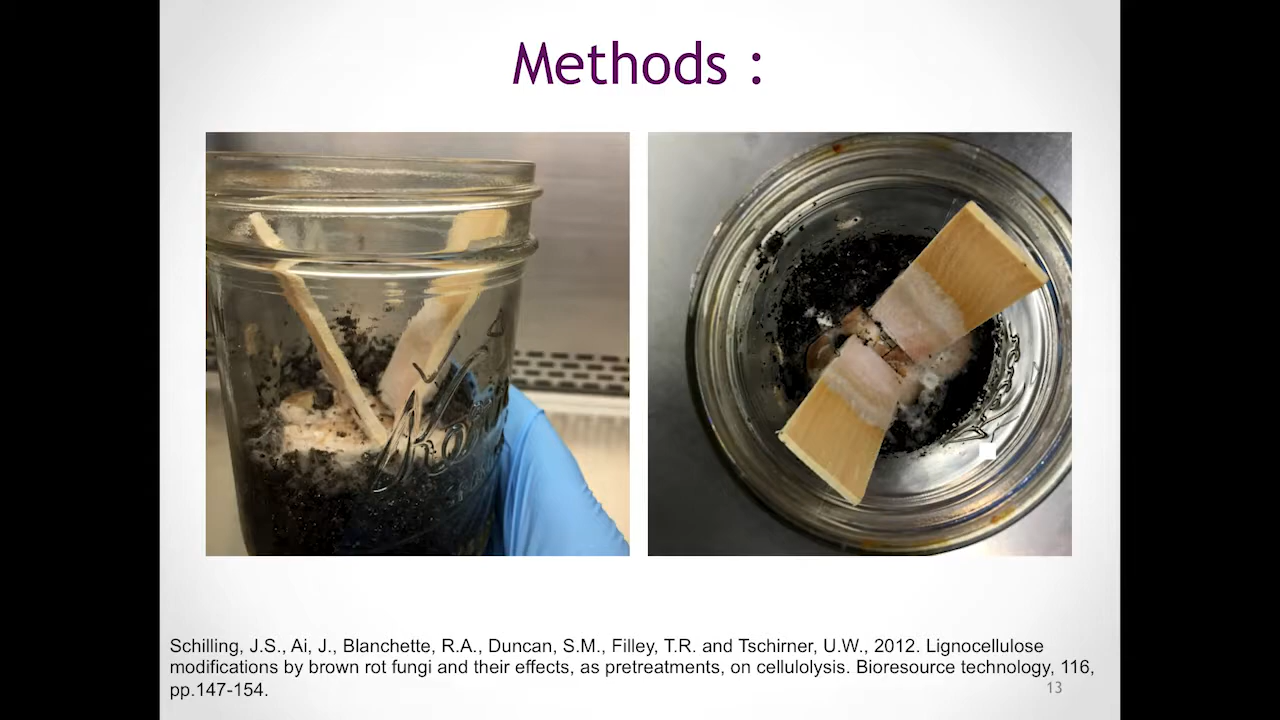 Methods :
Kerr
Schilling, J.S., Ai, J., Blanchette, R.A., Duncan, S.M., Filley, T.R. and Tschirner, U.W., 2012. Lignocellulose
modifications by brown rot fungi and their effects, as pretreatments, on cellulolysis. Bioresource technology, 116,
pp.147-154.
13